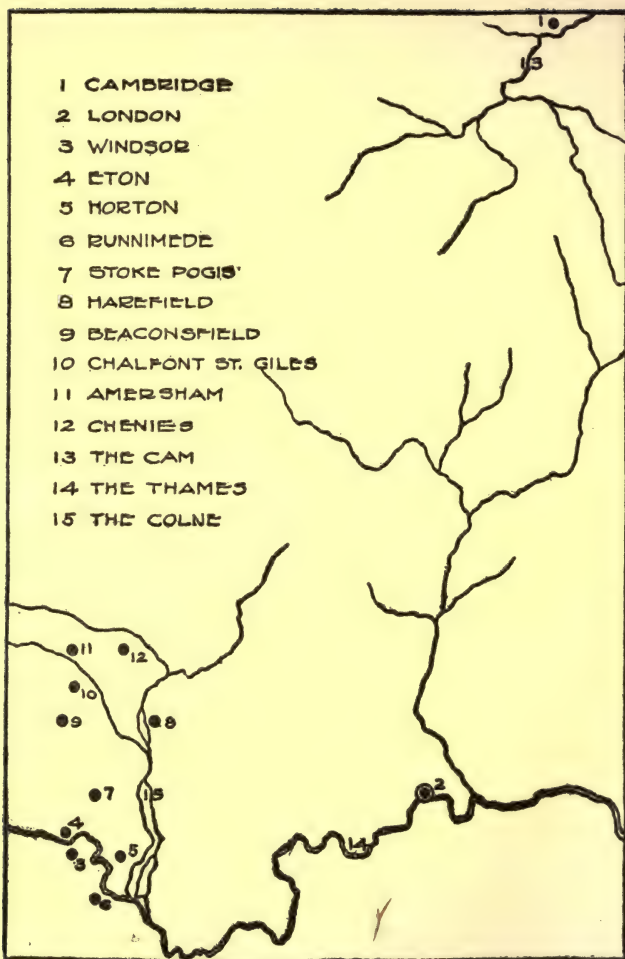 1 CAMBRIDGE
2 LONDON
3 WINDSOR
4 ETON
5 HORTON
6 RUNNIMEDE
7 STOKE POGIS'
8 HAREFIELD
9 BEACONSFIELD
10 CHALFONT ST. GILES
11 AMERSHAM
12 CHENIES
13 THE CAM
14 THE THAMES
15 THE COLNE
1
13
11
12
10
9
8
7
15
2
4
3
5
14
6